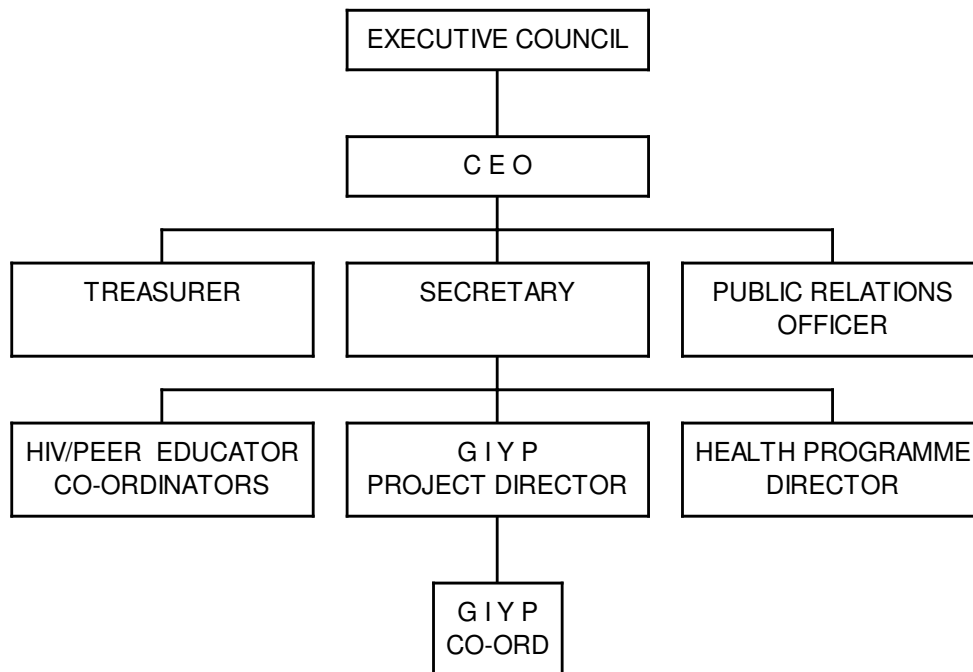 EXECUTIVE COUNCIL
C E O
TREASURER
SECRETARY
PUBLIC RELATIONS
OFFICER
HIV/PEER EDUCATOR
CO-ORDINATORS
G I Y P
PROJECT DIRECTOR
HEALTH PROGRAMME
DIRECTOR
G I Y P
CO-ORD